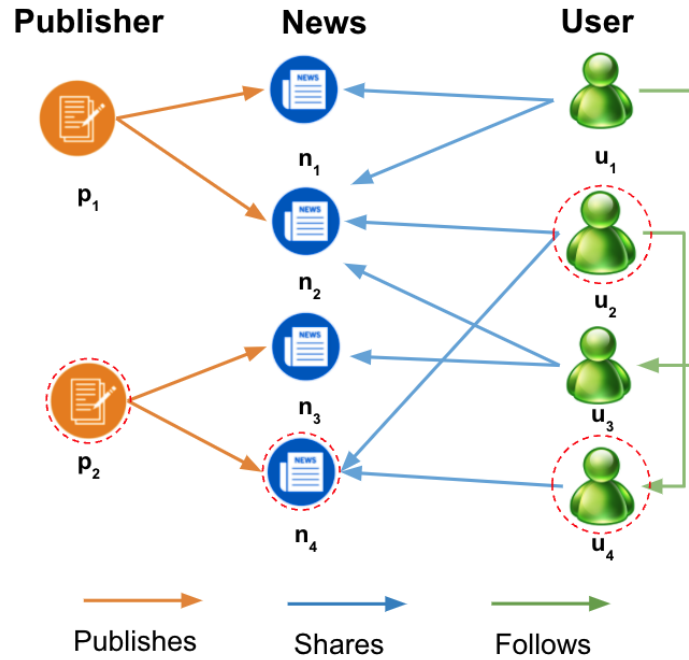 Publisher News User
NEWS
n1
u1
p1
NEWS
n2
u2
NEWS
n3
u3
p2
NEWS
n4
u4
Publishes Shares Follows